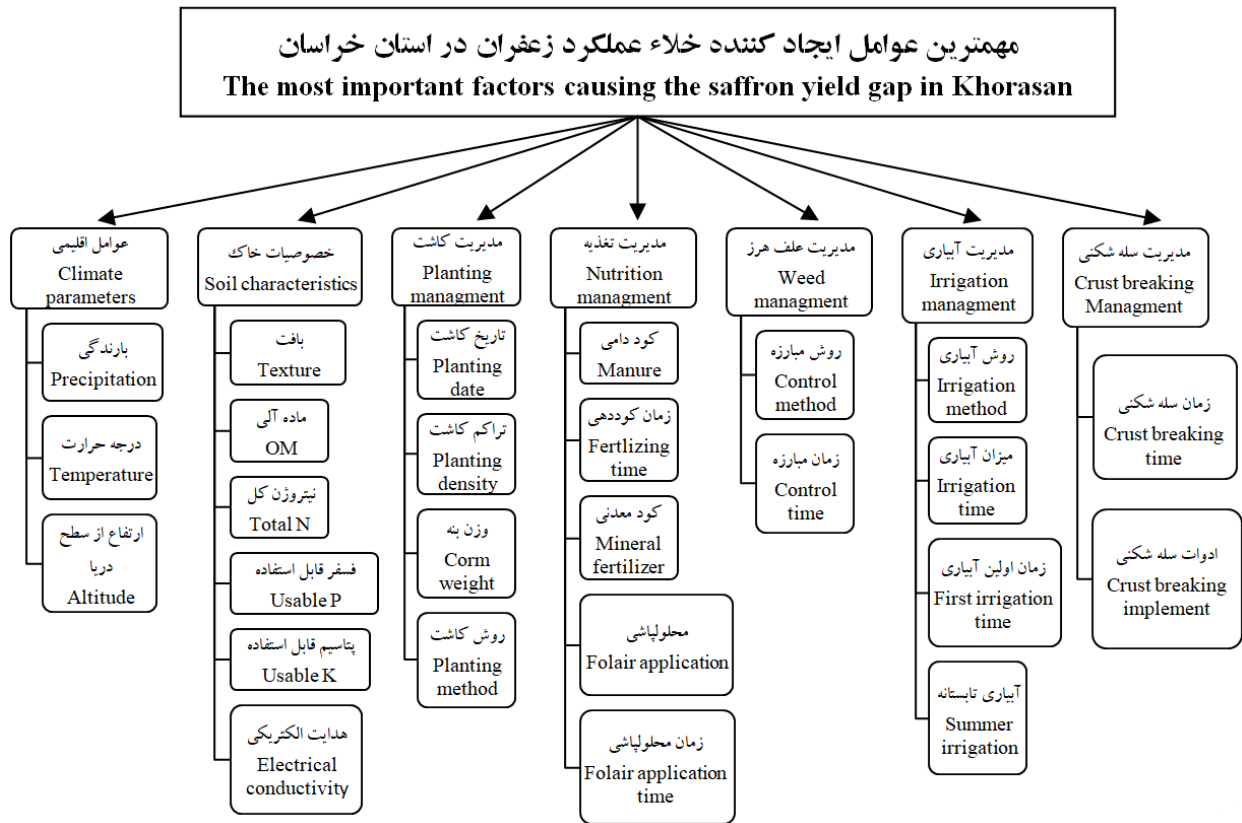 مهمترین عوامل ایجاد کننده خلاء عملکرد زعفران در استان خراسان
The most important factors causing the saffron yield gap in Khorasan
عوامل اقلیمی
Climate
parameters
بارندگی
Precipitation
درجه حرارت
Temperature
ارتفاع از سطح
دریا
Altitude
خصوصیات خاک
Soil characteristics
بافت
Texture
ماده آلی
OM
نیتروژن کل
Total N
فسفر قابل استفاده
Usable P
پتاسیم قابل استفاده
Usable K
هدایت الکتریکی
Electrical
conductivity
مدیریت کاشت
Planting
managment
تاریخ کاشت
Planting
date
تراکم کاشت
Planting
density
وزن بنه
Corm
weight
روش کاشت
Planting
method
مدیریت تغذیه
Nutrition
managment
کود دامی
Manure
زمان کوددهی
Fertlizing
time
کود معدنی
Mineral
fertilizer
محلولپاشی
Folair application
زمان محلولپاشی
Folair application
time
مدیریت علف هرز
Weed
managment
روش مبارزه
Control
method
زمان مبارزه
Control
time
مدیریت آبیاری
Irrigation
managment
روش آبیاری
Irrigation
method
میزان آبیاری
Irrigation
time
زمان اولین آبیاری
First irrigation
time
آبیاری تابستانه
Summer
irrigation
مدیریت سله شکنی
Crust breaking
Managment
زمان سله شکنی
Crust breaking
time
ادوات سله شکنی
Crust breaking
implement